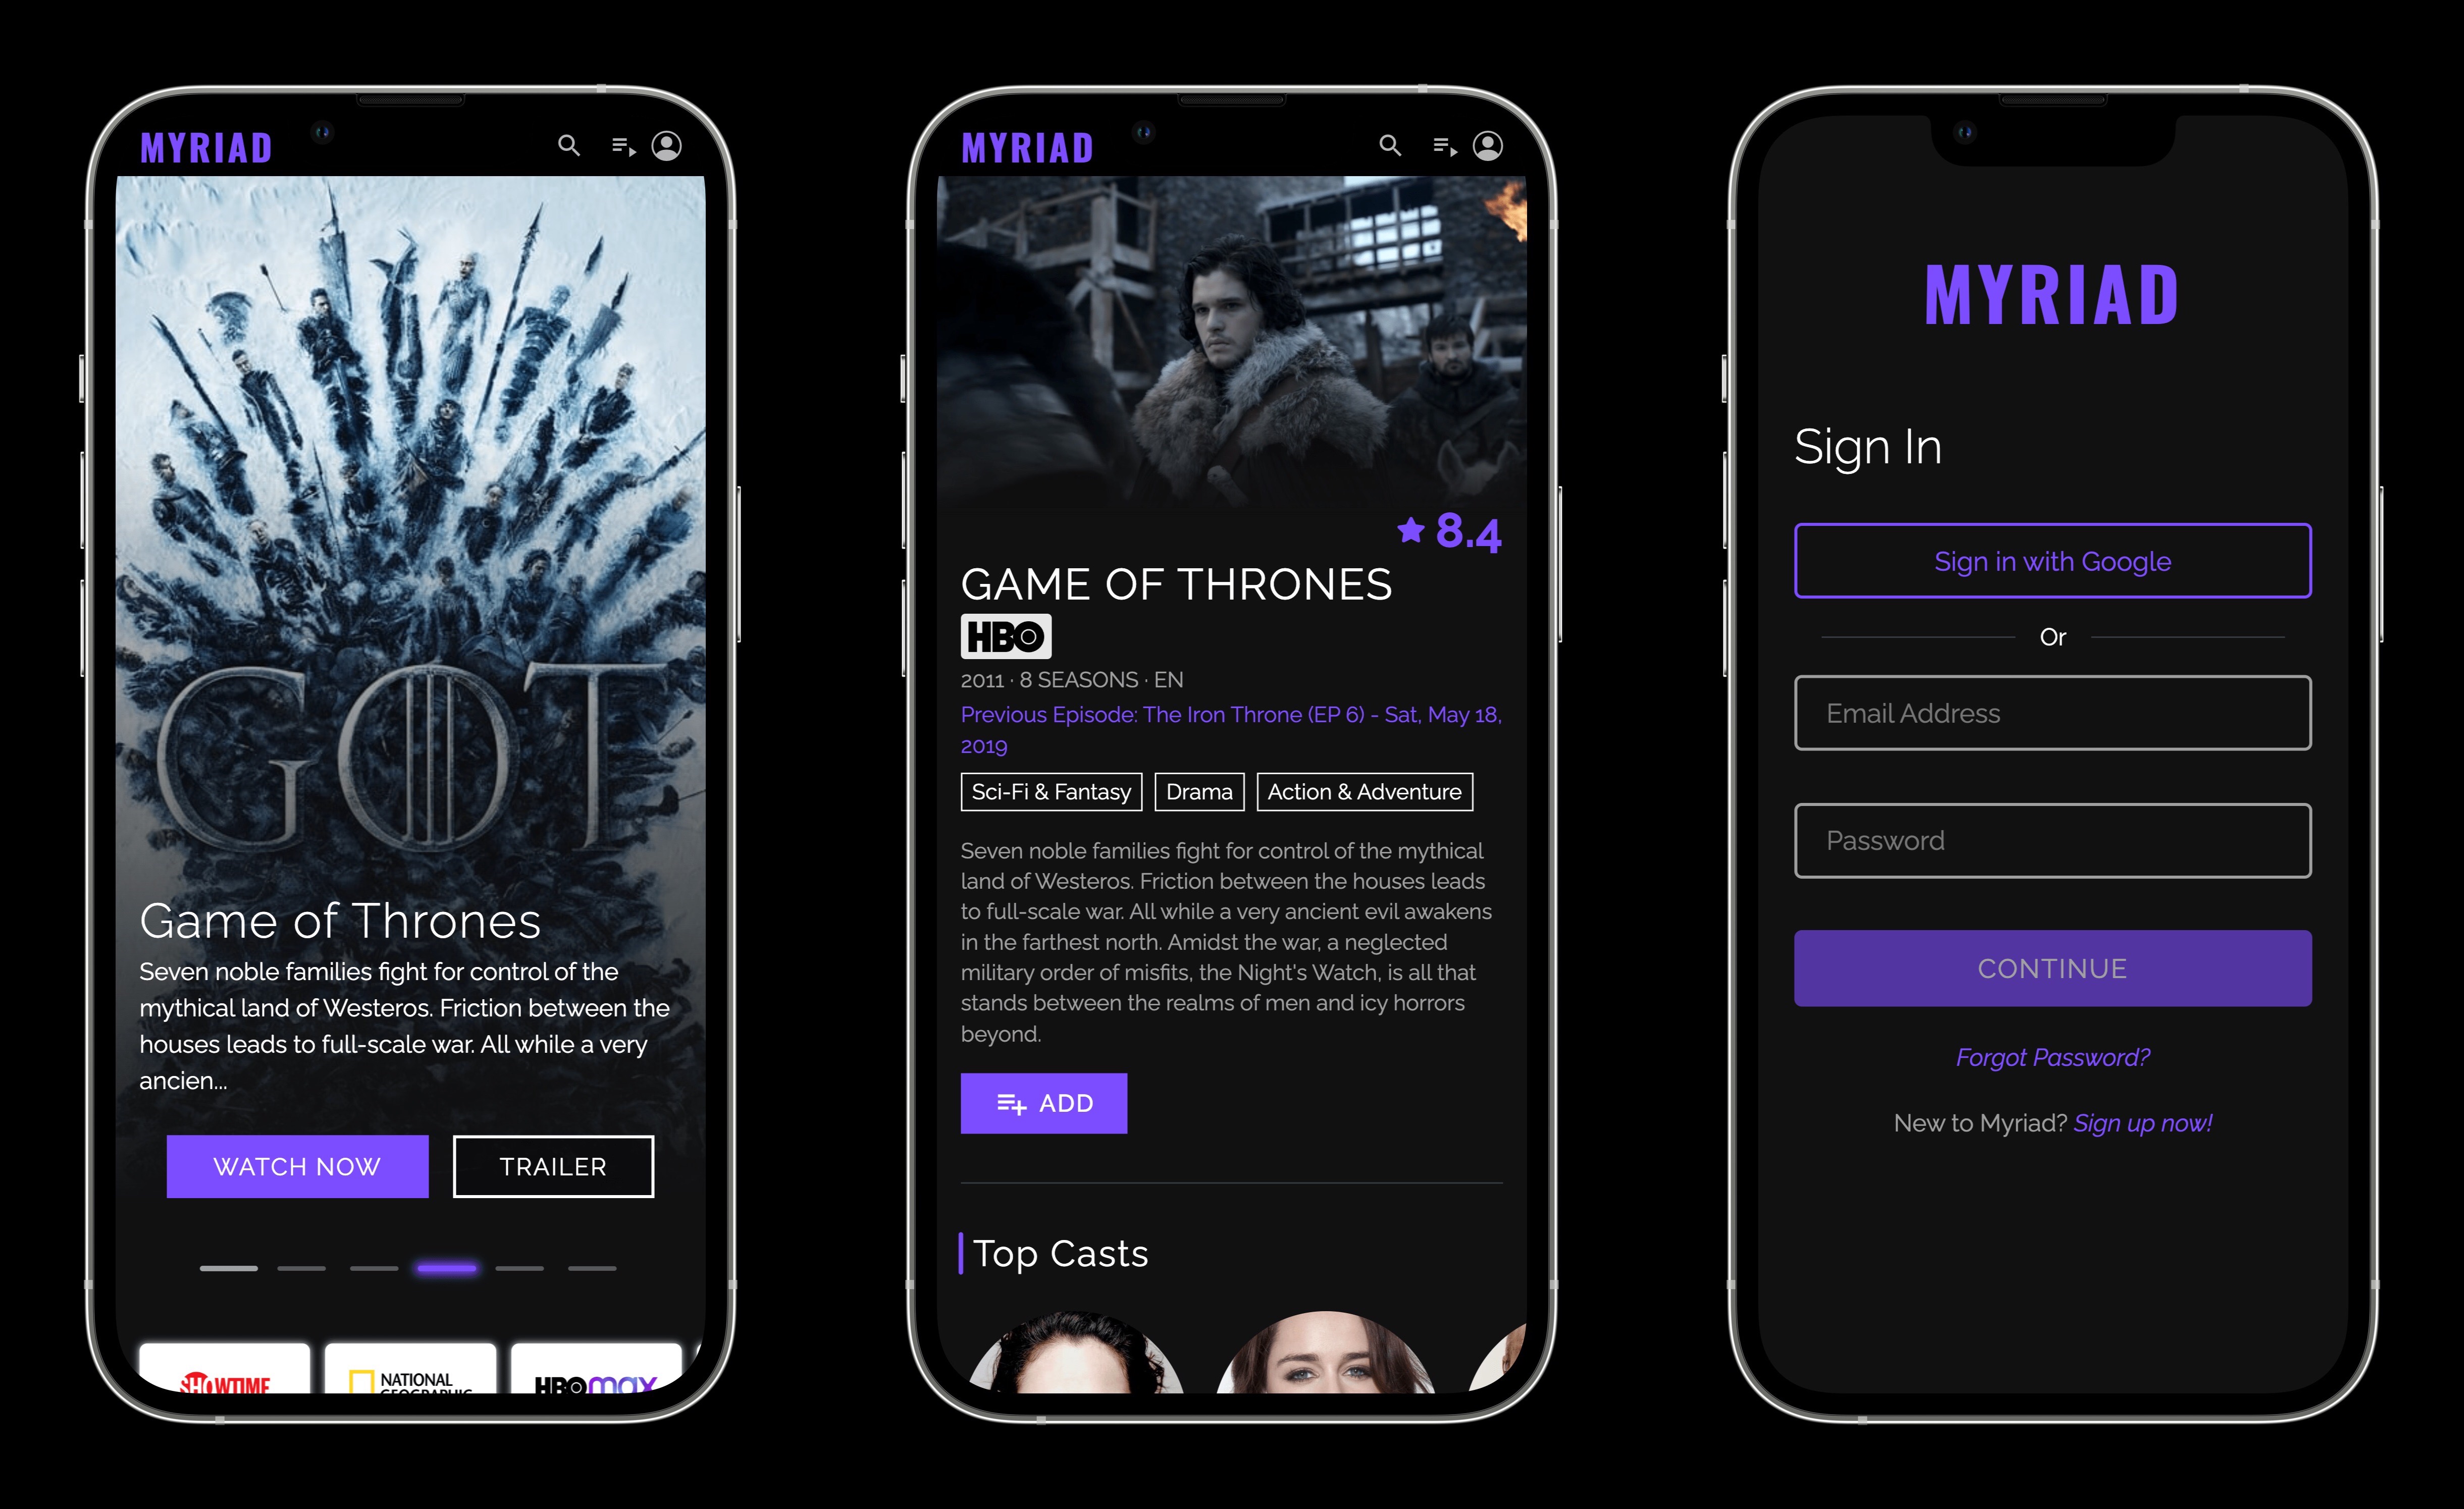 MYRIAD
GOT
Game of Thrones
Seven noble families fight for control of the
mythical land of Westeros. Friction between the
houses leads to full-scale war. All while a very
ancien...
WATCH NOW
TRAILER
SHOWTIME
NATIONAL
GEOGRAPHIC
HBOmax
MYRIAD
8.4
GAME OF THRONES
HBO
2011 · 8 SEASONS · EN
Previous Episode: The Iron Throne (EP 6) - Sat, May 18,
2019
Sci-Fi & Fantasy
Drama
Action & Adventure
Seven noble families fight for control of the mythical
land of Westeros. Friction between the houses leads
to full-scale war. All while a very ancient evil awakens
in the farthest north. Amidst the war, a neglected
military order of misfits, the Night's Watch, is all that
stands between the realms of men and icy horrors
beyond.
ADD
Top Casts
MYRIAD
Sign In
Sign in with Google
Or
Email Address
Password
CONTINUE
Forgot Password?
New to Myriad? Sign up now!